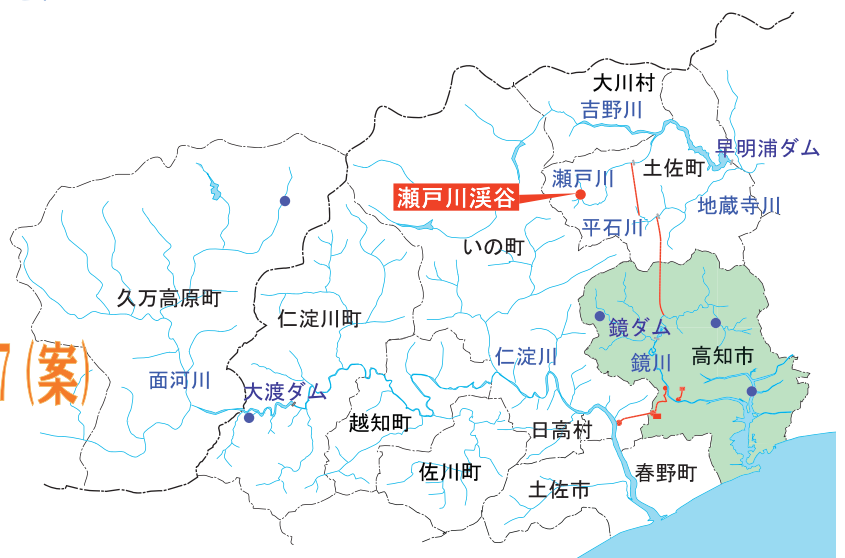 大川村
吉野川
早明浦ダム
土佐町
瀬戸川
瀬戸川渓谷
地蔵寺川
平石川
いの町
久万高原町
仁淀川町
鏡ダム
仁淀川
高知市
鏡川
7（案）
面河川
大渡ダム
越知町
日高村
佐川町
春野町
土佐市